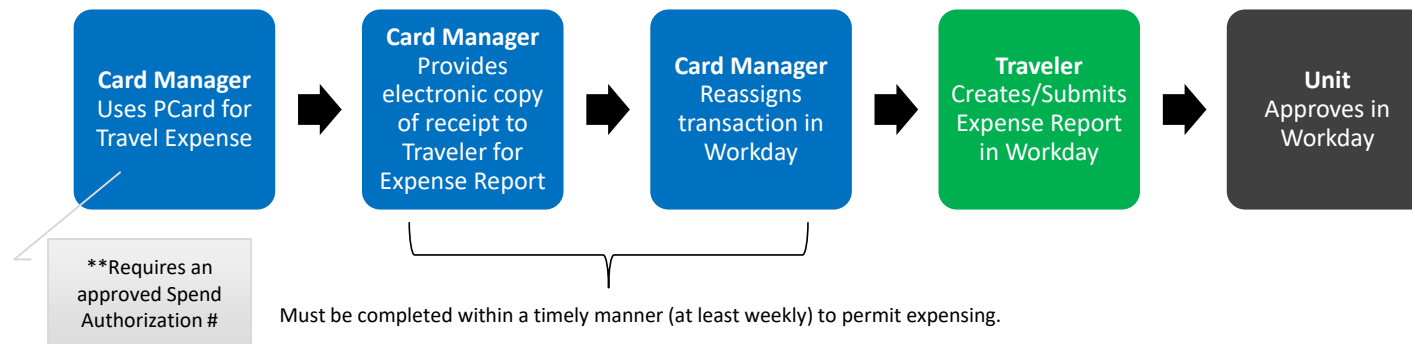 Card Manager
Uses PCard for
Travel Expense
Card Manager
Provides
electronic copy
of receipt to
Traveler for
Expense Report
Card Manager
Reassigns
transaction in
Workday
Traveler
Creates/Submits
Expense Report
in Workday
Unit
Approves in
Workday
**Requires an
approved Spend
Authorization #
Must be completed within a timely manner (at least weekly) to permit expensing.